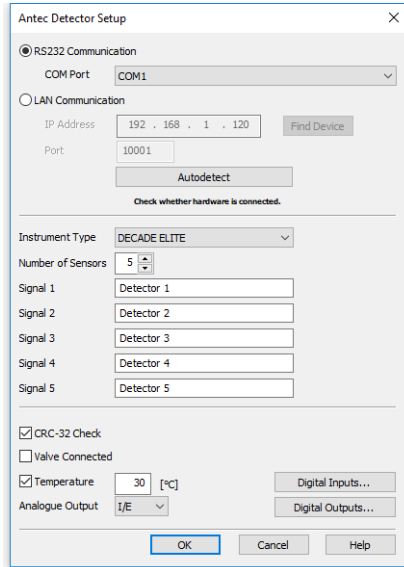 Antec Detector Setup
RS232 Communication
COM Port COM1
LAN Communication
IP Address 192 . 168 . 1 . 120 Find Device
Port 10001
Autodetect
Check whether hardware is connected.
Instrument Type DECADE ELITE
Number of Sensors 5
Signal 1 Detector 1
Signal 2 Detector 2
Signal 3 Detector 3
Signal 4 Detector 4
Signal 5 Detector 5
CRC-32 Check
Valve Connected
Temperature 30 [°C] Digital Inputs...
Analogue Output I/E Digital Outputs...
OK Cancel Help